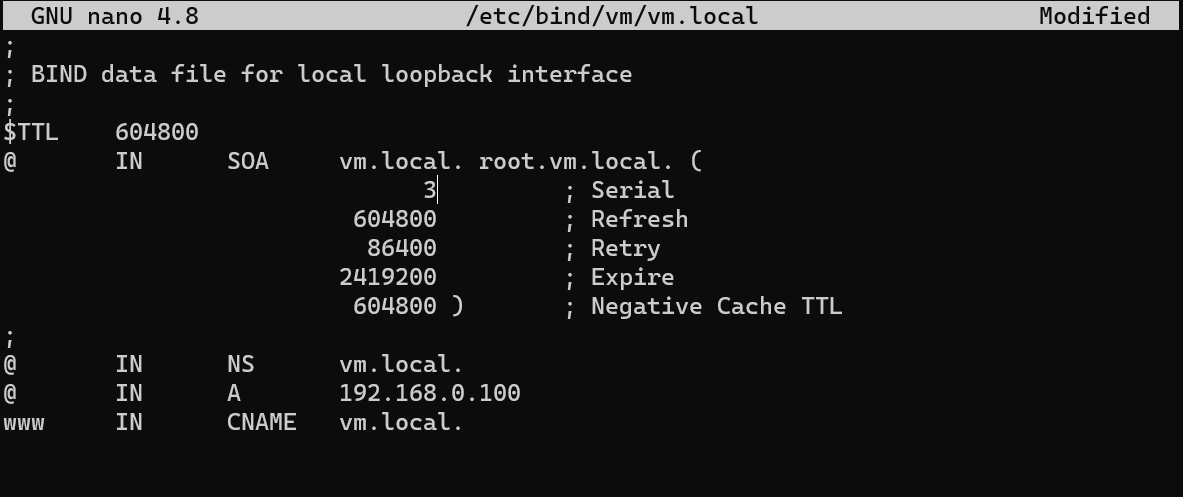 GNU nano 4.8 /etc/bind/vm/vm.local Modified
;
; BIND data file for local loopback interface
;
$TTL 604800
@ IN SOA vm.local. root.vm.local. (
3 ; Serial
604800 ; Refresh
86400 ; Retry
2419200 ; Expire
604800 ) ; Negative Cache TTL
;
@ IN NS vm.local.
@ IN A 192.168.0.100
www IN CNAME vm.local.